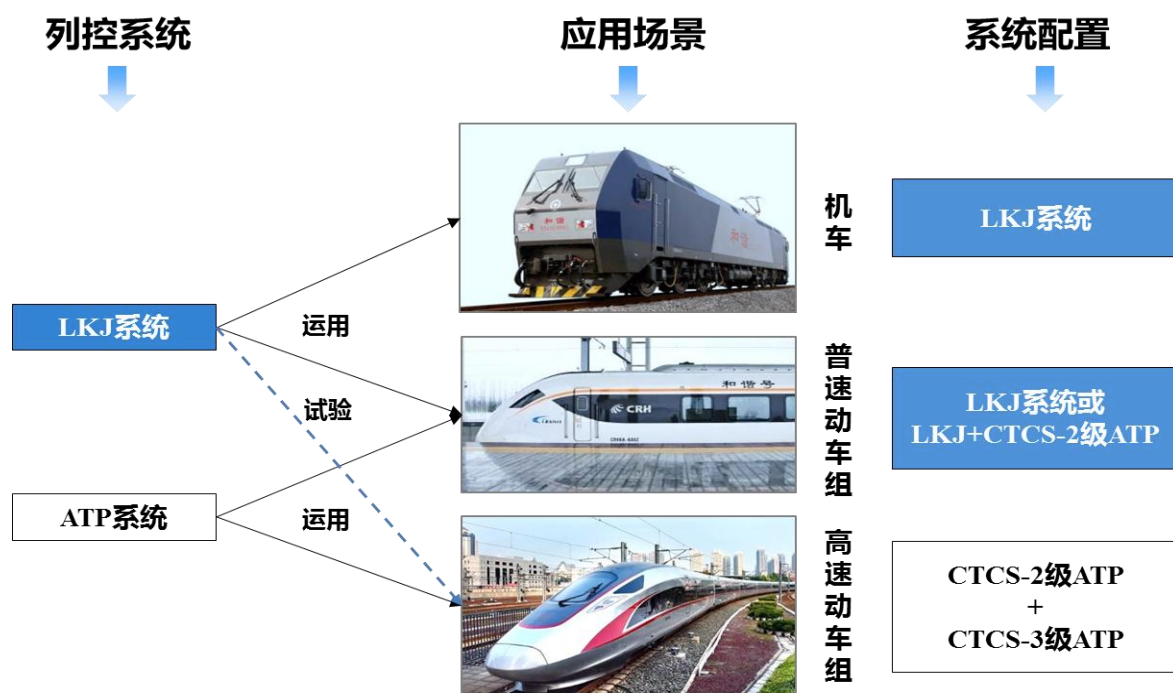 列控系统
应用场景
系统配置
LKJ系统
ATP系统
运用
试验
运用
和谐
和谐
机车
LKJ系统
和谐号
CRH
普速动车组
LKJ系统或
LKJ+CTCS-2级ATP
高速动车组
CTCS-2级ATP
+
CTCS-3级ATP